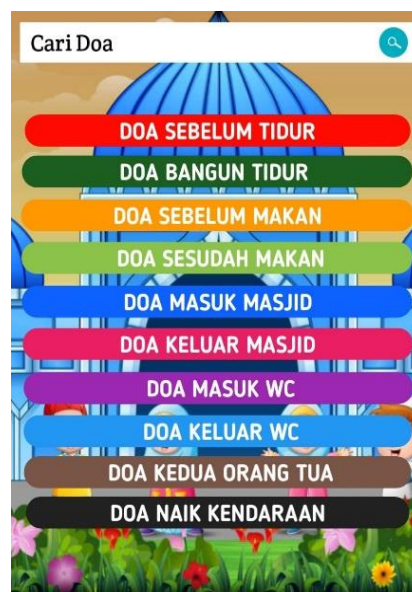 Cari Doa
DOA SEBELUM TIDUR
DOA BANGUN TIDUR
DOA SEBELUM MAKAN
DOA SESUDAH MAKAN
DOA MASUK MASJID
DOA KELUAR MASJID
DOA MASUK WC
DOA KELUAR WC
DOA KEDUA ORANG TUA
DOA NAIK KENDARAAN